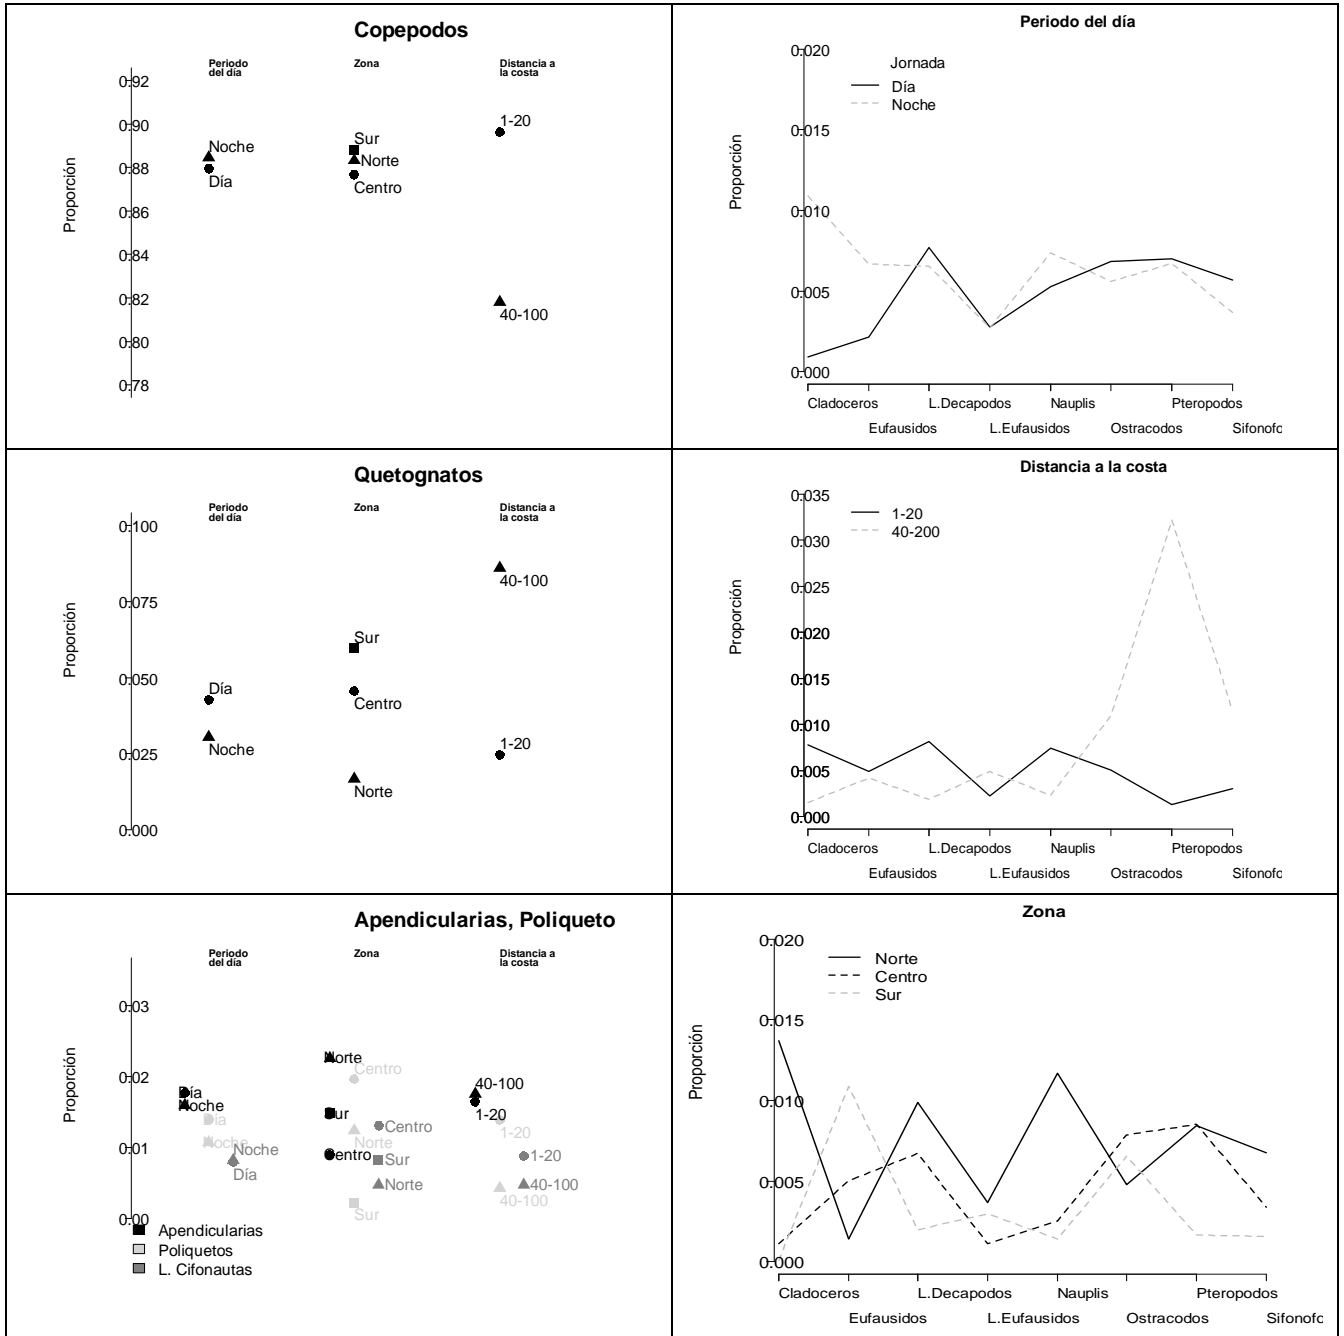 Copepodos
Periodo del día
Zona
Distancia a la costa
Proporción
0.92
0.90
0.88
0.86
0.84
0.82
0.80
0.78
Noche
Día
Sur
Norte
Centro
1-20
40-100
Periodo del día
Jornada
Día
Noche
Proporción
0.020
0.015
0.010
0.005
0.000
Cladoceros
L.Decapodos
Nauplis
Pteropodos
Eufausidos
L.Eufausidos
Ostracodos
Sifonofc
Quetognatos
Periodo del día
Zona
Distancia a la costa
Proporción
0.100
0.075
0.050
0.025
0.000
Día
Noche
Sur
Centro
Norte
40-100
1-20
Distancia a la costa
1-20
40-200
Proporción
0.035
0.030
0.025
0.020
0.015
0.010
0.005
0.000
Cladoceros
L.Decapodos
Nauplis
Pteropodos
Eufausidos
L.Eufausidos
Ostracodos
Sifonofc
Apendicularias, Poliqueto
Periodo del día
Zona
Distancia a la costa
Proporción
0.03
0.02
0.01
0.00
Día
Noche
Día
Noche
Noche
Día
Norte
Centro
Sur
Centro
Norte
Centro
Sur
Norte
Sur
40-100
1-20
1-20
1-20
40-100
40-100
Apendicularias
Poliquetos
L. Cifonautas
Zona
Norte
Centro
Sur
Proporción
0.020
0.015
0.010
0.005
0.000
Cladoceros
L.Decapodos
Nauplis
Pteropodos
Eufausidos
L.Eufausidos
Ostracodos
Sifonofc